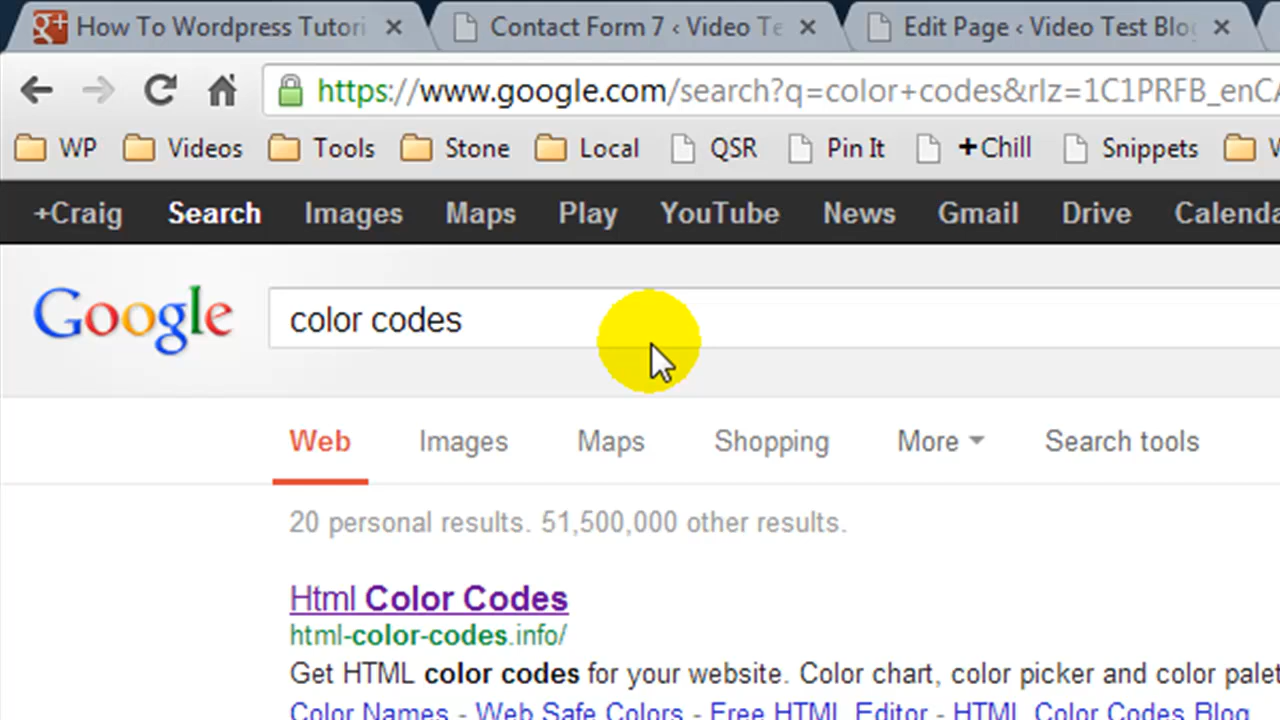 How To Wordpress Tutori
Contact Form 7 ‹ Video Te
Edit Page ‹ Video Test Blog
https://www.google.com/search?q=color+codes&rlz=1C1PRFB_enCA
WP Videos Tools Stone Local QSR Pin It +Chill Snippets
+Craig Search Images Maps Play YouTube News Gmail Drive Calenda
Google color codes
Web Images Maps Shopping More Search tools
20 personal results. 51,500,000 other results.
Html Color Codes
html-color-codes.info/
Get HTML color codes for your website. Color chart, color picker and color palet
Color Names - Web Safe Colors - Free HTML Editor - HTML Color Codes Blog